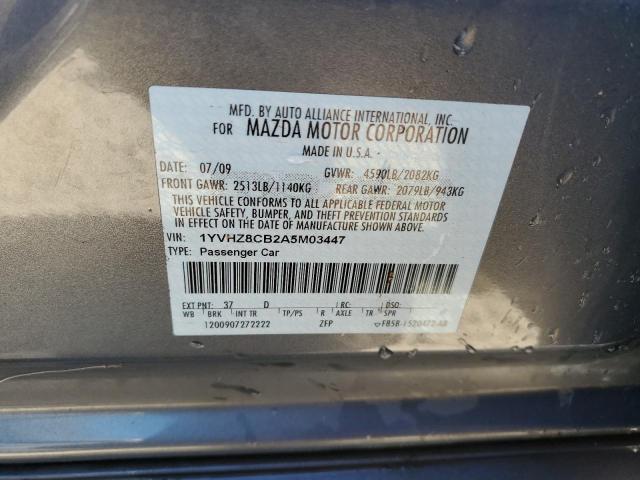 MFD. BY AUTO ALLIANCE INTERNATIONAL, INC.
FOR MAZDA MOTOR CORPORATION
MADE IN U.S.A.
DATE: 07/09 GVWR: 4590LB/2082KG
FRONT GAWR: 2513LB/1140KG REAR GAWR: 2079LB/943KG
THIS VEHICLE CONFORMS TO ALL APPLICABLE FEDERAL MOTOR
VEHICLE SAFETY, BUMPER, AND THEFT PREVENTION STANDARDS
IN EFFECT ON THE DATE OF MANUFACTURE SHOWN ABOVE.
VIN: 1YVHZ8CB2A5M03447
TYPE: Passenger Car
EXT PNT: 37 D RC: DSO:
WB BRK INT TR TP/PS R AXLE TR SPR
1200907272222 ZFP